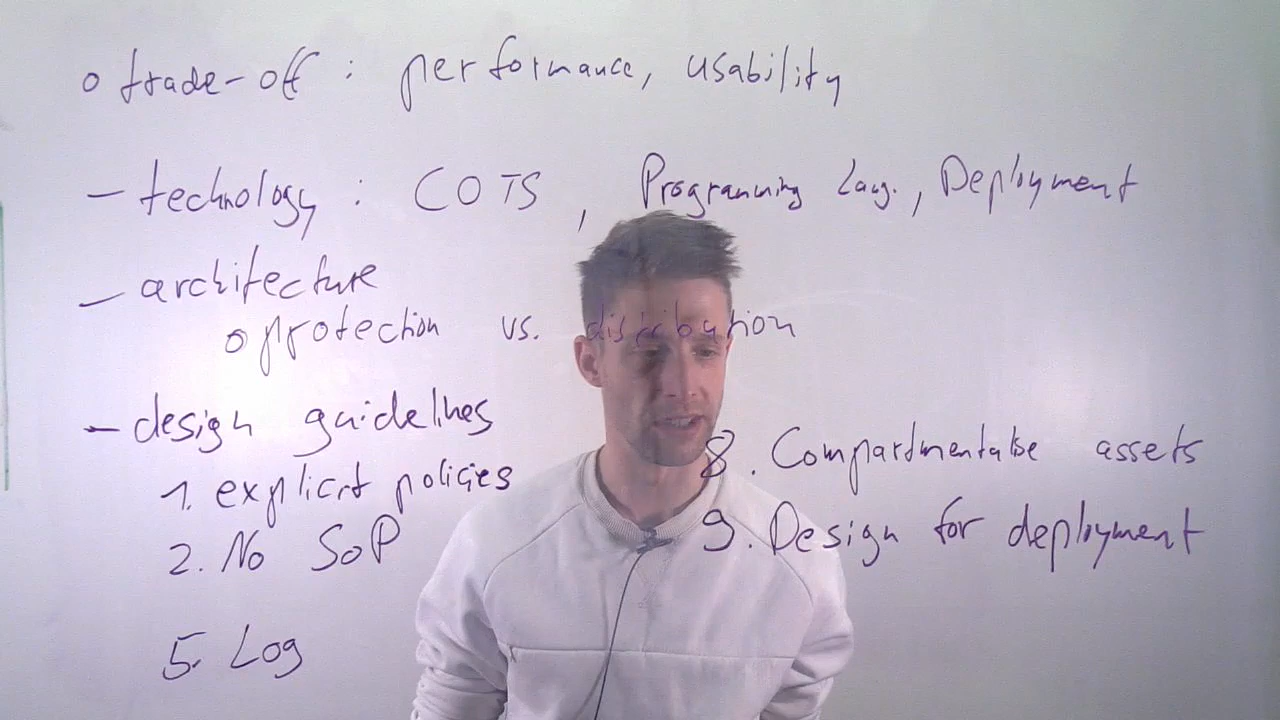 o trade-off : performance, usability
- technology : COTS, Programming Lang., Deployment
- architecture
o protection vs. distribution
- design guidelines
1. explicit policies
2. No SoP
5. Log
8. Compartmentalise assets
9. Design for deployment